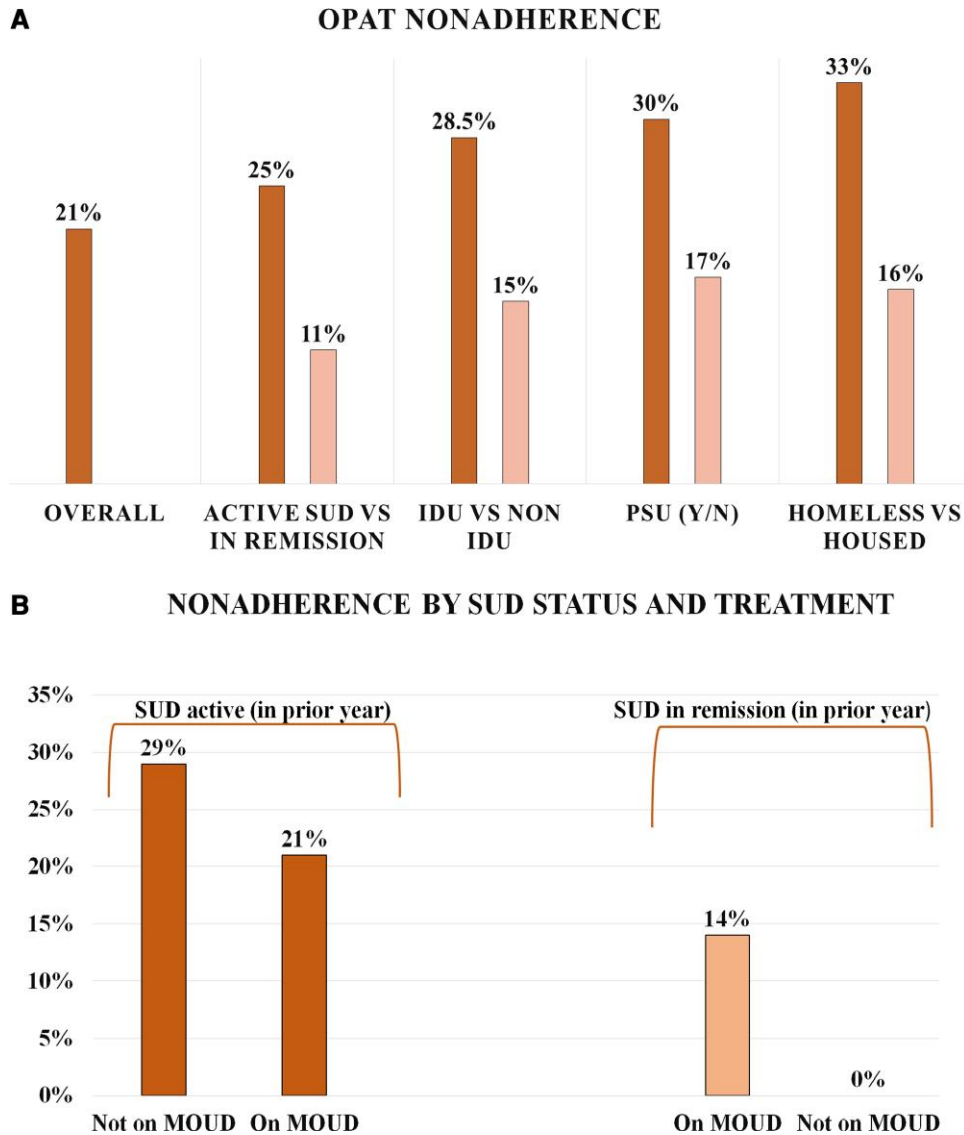 A
OPAT NONADHERENCE
21%
25%
11%
28.5%
15%
30%
17%
33%
16%
OVERALL
ACTIVE SUD VS
IN REMISSION
IDU VS NON
IDU
PSU (Y/N)
HOMELESS VS
HOUSED
B
NONADHERENCE BY SUD STATUS AND TREATMENT
35%
30%
25%
20%
15%
10%
5%
0%
SUD active (in prior year)
SUD in remission (in prior year)
29%
21%
14%
0%
Not on MOUD
On MOUD
On MOUD
Not on MOUD